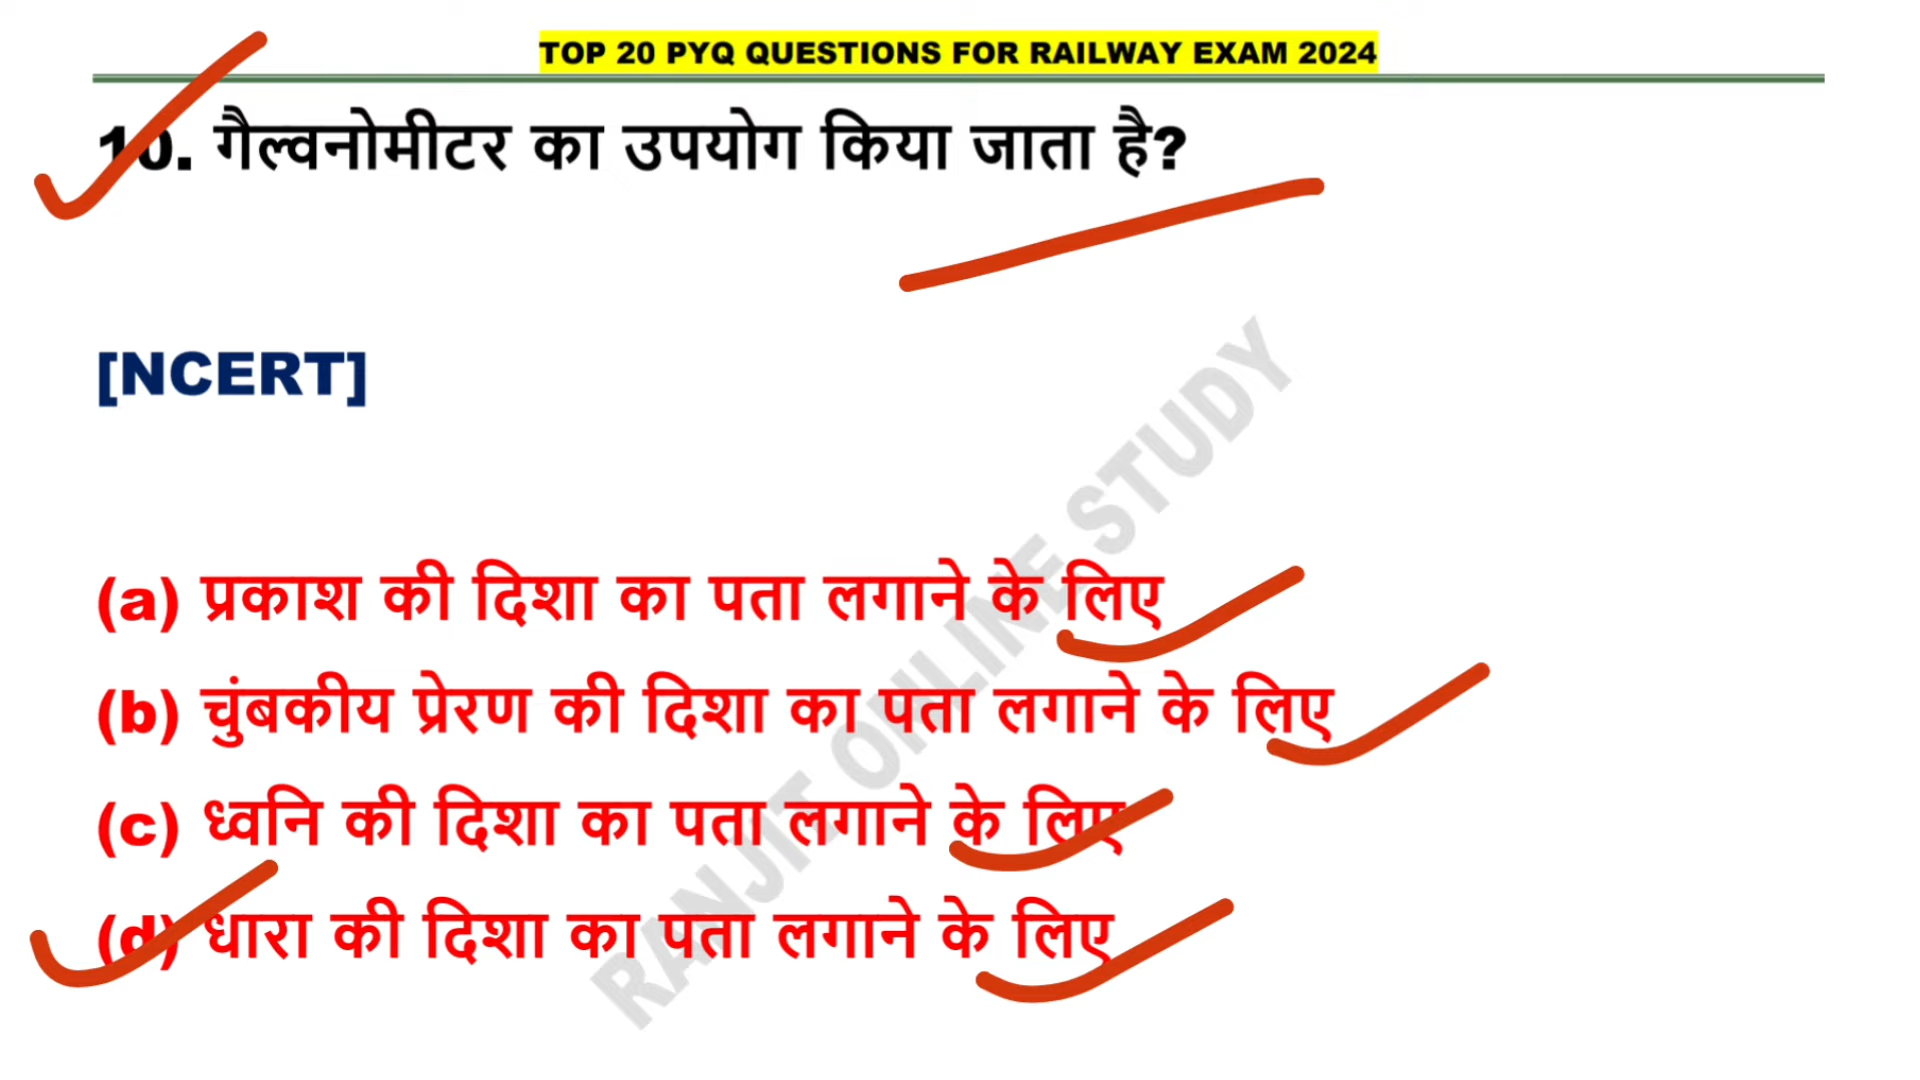 TOP 20 PYQ QUESTIONS FOR RAILWAY EXAM 2024
10. गैल्वनोमीटर का उपयोग किया जाता है?
[NCERT]
(a) प्रकाश की दिशा का पता लगाने के लिए
(b) चुंबकीय प्रेरण की दिशा का पता लगाने के लिए
(c) ध्वनि की दिशा का पता लगाने के लिए
(d) धारा की दिशा का पता लगाने के लिए
RANJIT ONLINE STUDY